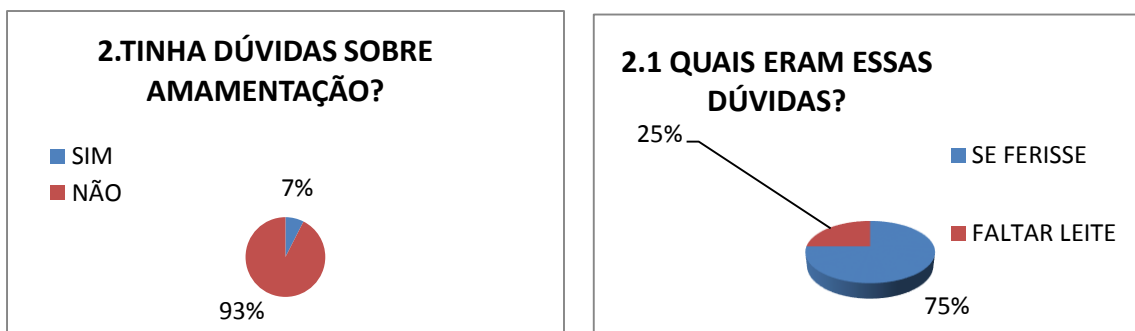 2.TINHA DÚVIDAS SOBRE
AMAMENTAÇÃO?
SIM
NÃO
7%
93%
2.1 QUAIS ERAM ESSAS
DÚVIDAS?
25%
SE FERISSE
FALTAR LEITE
75%